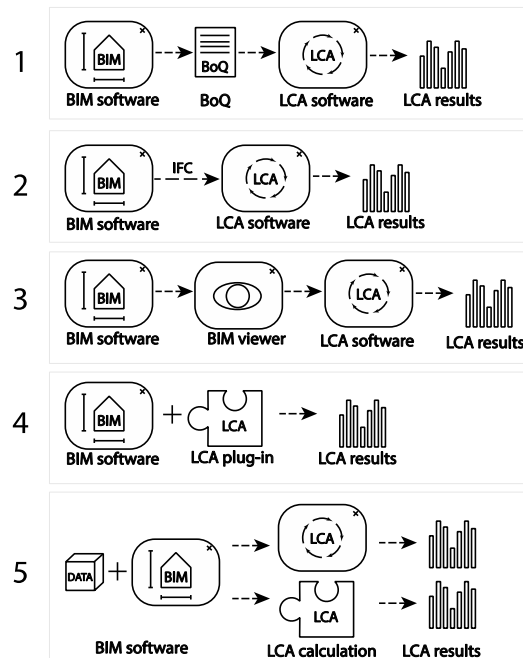 1
BIM
BoQ
LCA
BIM software
BoQ
LCA software
LCA results
2
BIM
IFC
LCA
BIM software
LCA software
LCA results
3
BIM
LCA
BIM software
BIM viewer
LCA software
LCA results
4
BIM
+
LCA
BIM software
LCA plug-in
LCA results
5
DATA
+
BIM
LCA
LCA
BIM software
LCA calculation
LCA results